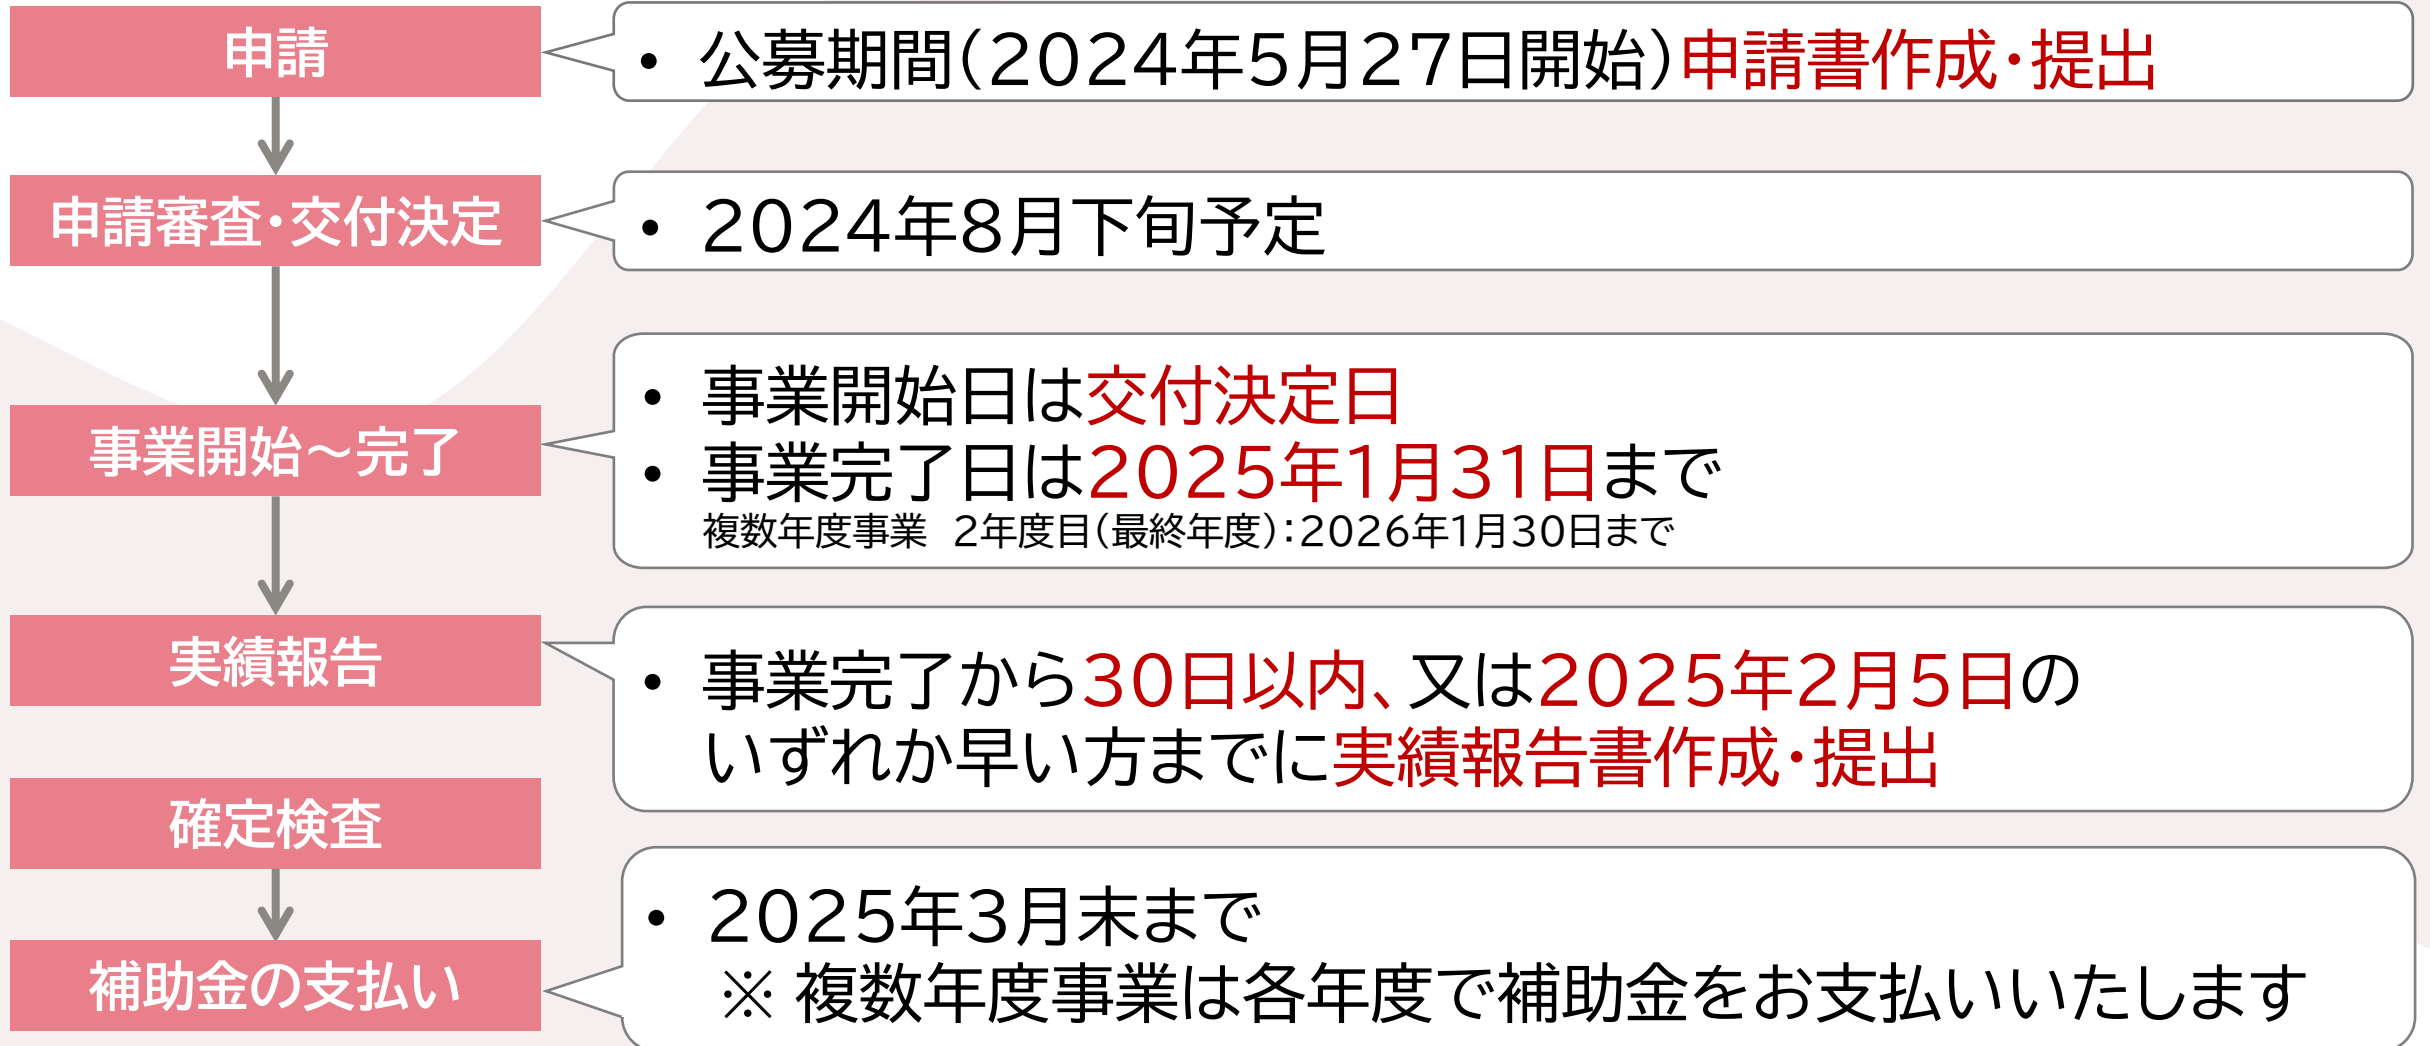 申請
• 公募期間（2024年5月27日開始）申請書作成・提出
申請審査・交付決定
• 2024年8月下旬予定
事業開始～完了
• 事業開始日は交付決定日
• 事業完了日は2025年1月31日まで
複数年度事業　2年度目（最終年度）：2026年1月30日まで
実績報告
• 事業完了から30日以内、又は2025年2月5日の
いずれか早い方までに実績報告書作成・提出
確定検査
補助金の支払い
• 2025年3月末まで
※ 複数年度事業は各年度で補助金をお支払いいたします